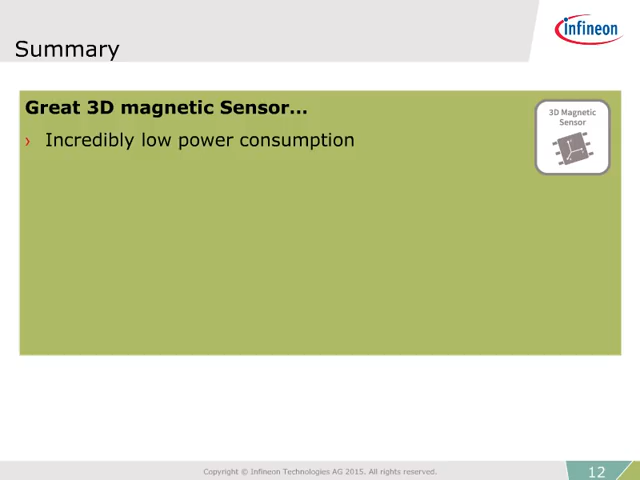 Summary
infineon
Great 3D magnetic Sensor...
3D Magnetic
Sensor
› Incredibly low power consumption
Copyright © Infineon Technologies AG 2015. All rights reserved.
12